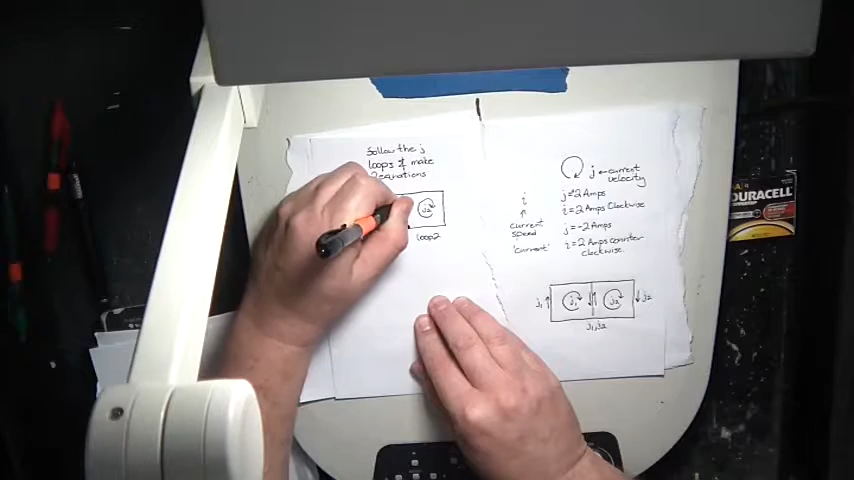 Follow the j
loops & make
2 equations
j2
loop2
j ← current
velocity
j = 2 Amps
i = 2 Amps Clockwise
j = -2 Amps
i = 2 Amps counter
clockwise.
i
↑
current
speed
'current'
j1 j1 j2 j2
j1, j2
DURACELL